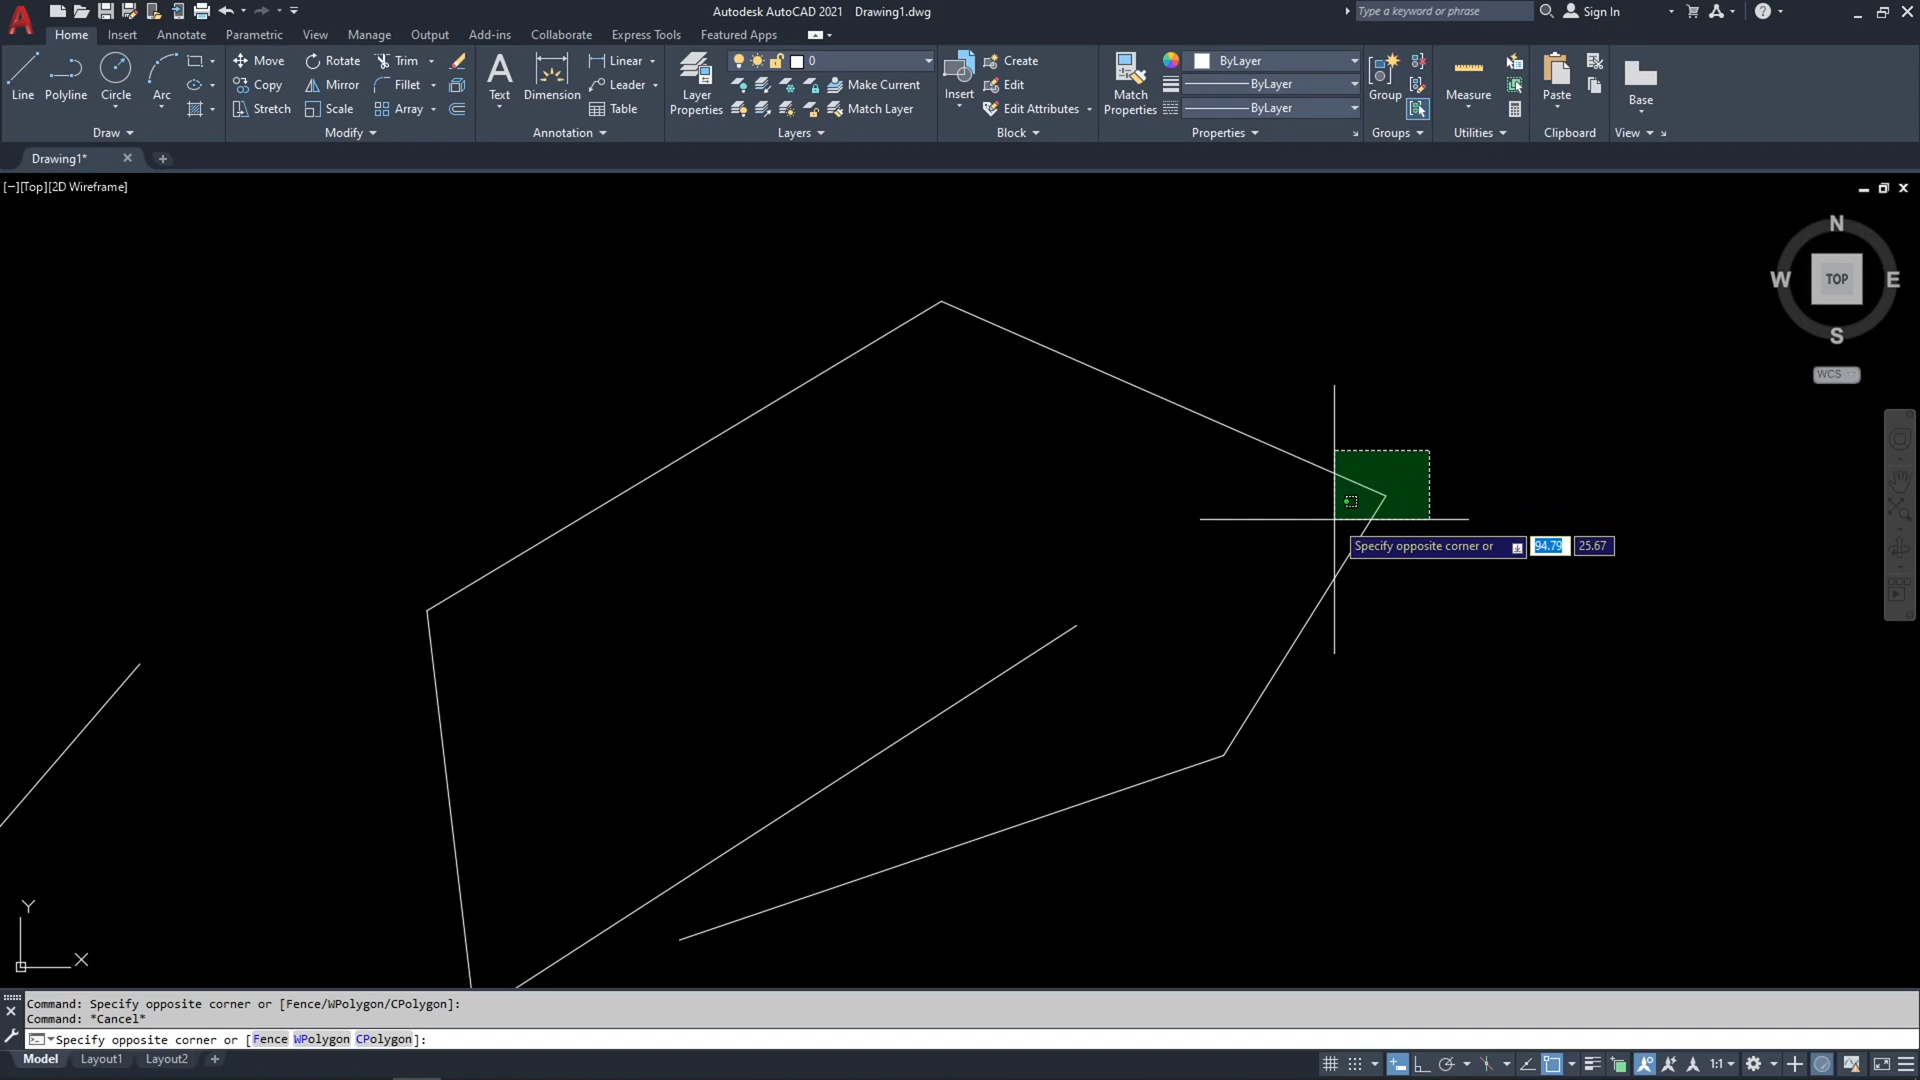 Autodesk AutoCAD 2021 Drawing1.dwg
Type a keyword or phrase
Sign In
Home Insert Annotate Parametric View Manage Output Add-ins Collaborate Express Tools Featured Apps
Line
Polyline
Circle
Arc
Draw
Move Rotate Trim
Copy Mirror Fillet
Stretch Scale Array
Modify
Text
Dimension
Linear
Leader
Table
Annotation
Layer Properties
0
Make Current
Match Layer
Layers
Insert
Create
Edit
Edit Attributes
Block
Match Properties
ByLayer
ByLayer
ByLayer
Properties
Group
Groups
Measure
Utilities
Paste
Clipboard
Base
View
Drawing1*
[−][Top][2D Wireframe]
N
W TOP E
S
WCS
Specify opposite corner or 94.79 25.67
Y
X
Command: Specify opposite corner or [Fence/WPolygon/CPolygon]:
Command: *Cancel*
Specify opposite corner or [Fence WPolygon CPolygon]:
Model Layout1 Layout2
1:1